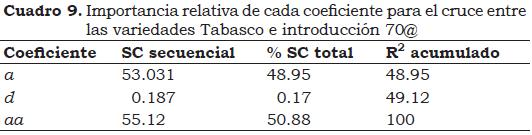 Cuadro 9. Importancia relativa de cada coeficiente para el cruce entre
las variedades Tabasco e introducción 70@
Coeficiente SC secuencial % SC total R² acumulado
a 53.031 48.95 48.95
d 0.187 0.17 49.12
aa 55.12 50.88 100